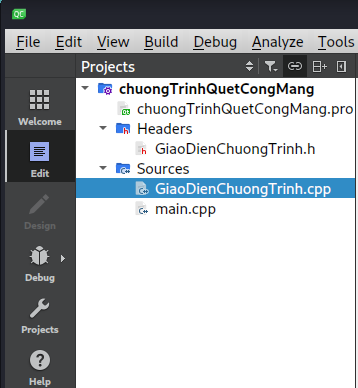 QC
File Edit View Build Debug Analyze Tools
Projects
Welcome
Edit
Design
Debug
Projects
Help
chuongTrinhQuetCongMang
chuongTrinhQuetCongMang.pro
Headers
GiaoDienChuongTrinh.h
Sources
GiaoDienChuongTrinh.cpp
main.cpp